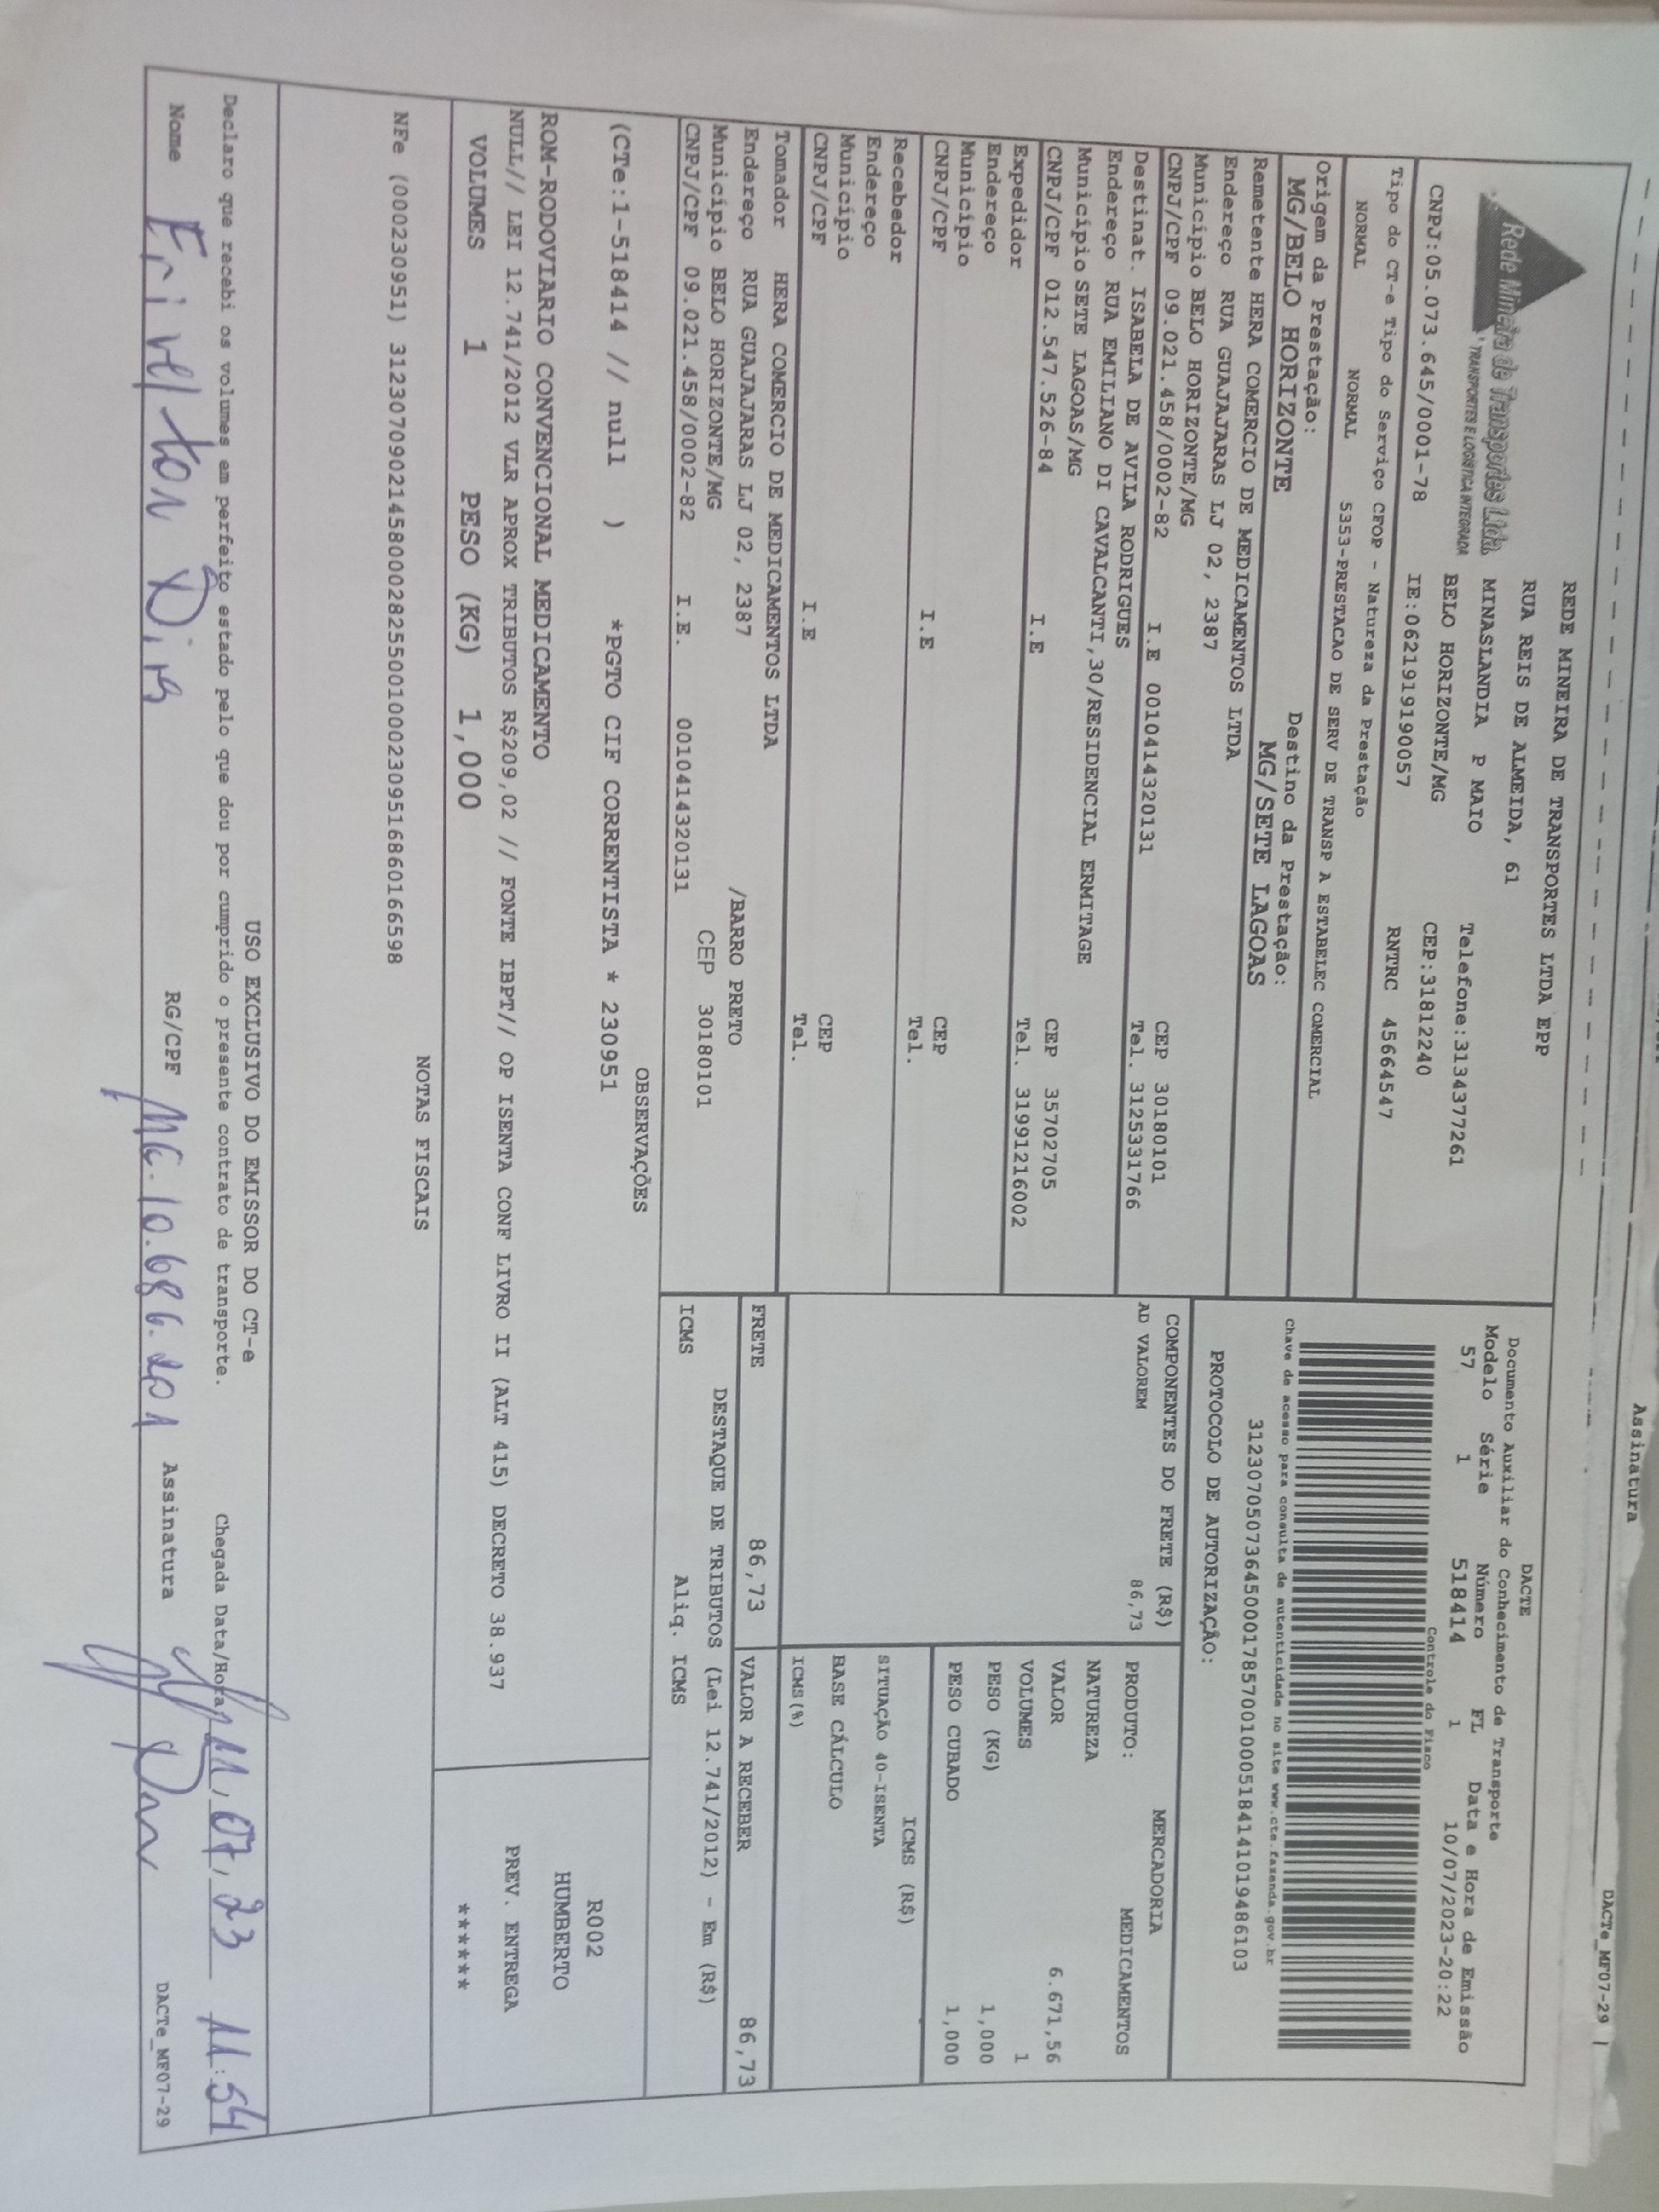 Assinatura
DACTe_MF07-29 |
Rede Mineira de Transportes Ltda.
TRANSPORTES E LOGÍSTICA INTEGRADA
REDE MINEIRA DE TRANSPORTES LTDA EPP
RUA REIS DE ALMEIDA, 61
MINASLANDIA P MAIO Telefone:3134377261
BELO HORIZONTE/MG CEP:31812240
CNPJ:05.073.645/0001-78 IE:0621919190057 RNTRC 45664547
Tipo do CT-e Tipo do Serviço CFOP - Natureza da Prestação
NORMAL NORMAL 5353-PRESTACAO DE SERV DE TRANSP A ESTABELEC COMERCIAL
Origem da Prestação: Destino da Prestação:
MG/BELO HORIZONTE MG/SETE LAGOAS
DACTE
Documento Auxiliar do Conhecimento de Transporte
Modelo Série Número FL Data e Hora de Emissão
57 1 518414 1 10/07/2023-20:22
Controle do Fisco
Chave de acesso para consulta de autenticidade no site www.cte.fazenda.gov.br
31230705073645000178570010005184141019486103
PROTOCOLO DE AUTORIZAÇÃO:
Remetente HERA COMERCIO DE MEDICAMENTOS LTDA
Endereço RUA GUAJAJARAS LJ 02, 2387
Municipio BELO HORIZONTE/MG CEP 30180101
CNPJ/CPF 09.021.458/0002-82 I.E 0010414320131 Tel. 3125331766
Destinat. ISABELA DE AVILA RODRIGUES
Endereço RUA EMILIANO DI CAVALCANTI,30/RESIDENCIAL ERMITAGE
Município SETE LAGOAS/MG CEP 35702705
CNPJ/CPF 012.547.526-84 I.E Tel. 31991216002
Expedidor
Endereço
Município CEP
CNPJ/CPF I.E Tel.
Recebedor
Endereço
Município CEP
CNPJ/CPF I.E Tel.
Tomador HERA COMERCIO DE MEDICAMENTOS LTDA
Endereço RUA GUAJAJARAS LJ 02, 2387 /BARRO PRETO
Município BELO HORIZONTE/MG CEP 30180101
CNPJ/CPF 09.021.458/0002-82 I.E. 0010414320131
COMPONENTES DO FRETE (R$)
AD VALOREM 86,73
FRETE 86,73
MERCADORIA
PRODUTO: MEDICAMENTOS
NATUREZA
VALOR 6.671,56
VOLUMES 1
PESO (KG) 1,000
PESO CUBADO 1,000
ICMS (R$)
SITUAÇÃO 40-ISENTA
BASE CÁLCULO
ICMS(%)
VALOR A RECEBER 86,73
DESTAQUE DE TRIBUTOS (Lei 12.741/2012) - Em (R$)
ICMS Aliq. ICMS
OBSERVAÇÕES
(CTe:1-518414 // null ) *PGTO CIF CORRENTISTA * 230951
ROM-RODOVIARIO CONVENCIONAL MEDICAMENTO
NULL// LEI 12.741/2012 VLR APROX TRIBUTOS R$209,02 // FONTE IBPT// OP ISENTA CONF LIVRO II (ALT 415) DECRETO 38.937
VOLUMES 1 PESO (KG) 1,000
R002
HUMBERTO
PREV. ENTREGA
*******
NOTAS FISCAIS
NFe (000230951) 31230709021458000282550010002309516860166598
USO EXCLUSIVO DO EMISSOR DO CT-e
Declaro que recebi os volumes em perfeito estado pelo que dou por cumprido o presente contrato de transporte. Chegada Data/Hora 11/07/23 11:54
Nome RG/CPF MG.10.686.201 Assinatura
DACTe_MF07-29